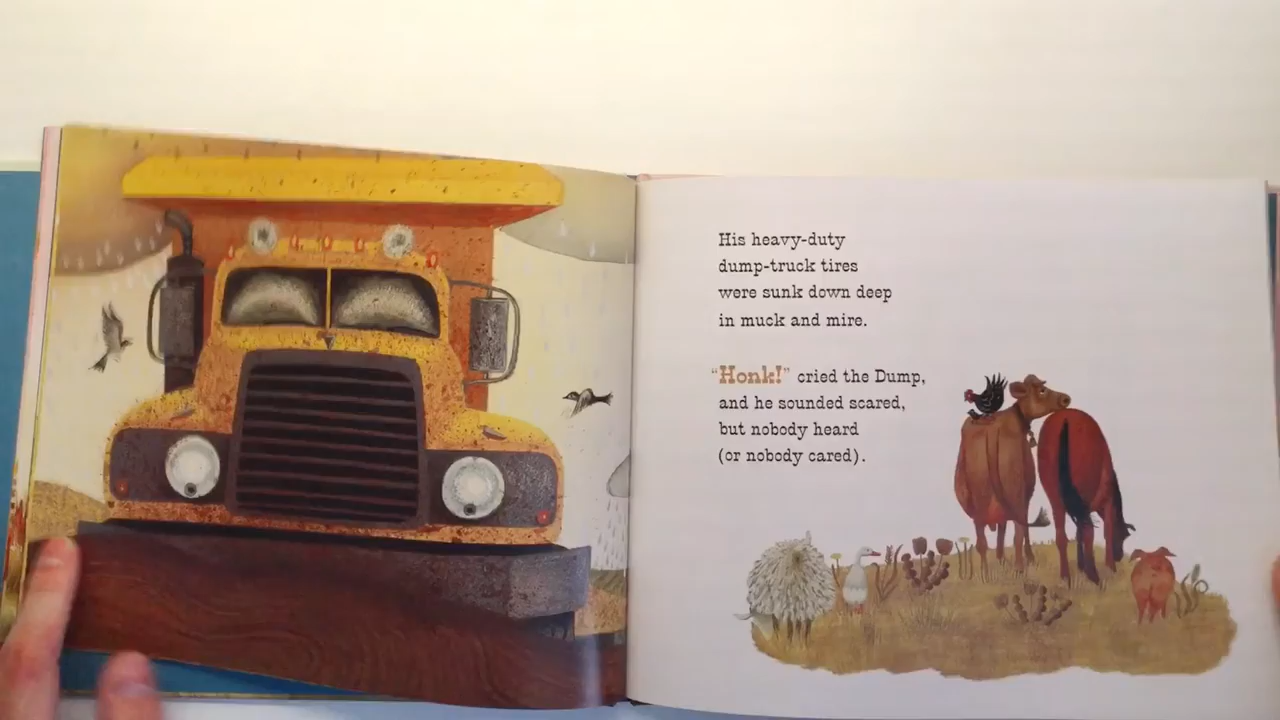 His heavy-duty
dump-truck tires
were sunk down deep
in muck and mire.
“Honk!” cried the Dump,
and he sounded scared,
but nobody heard
(or nobody cared).